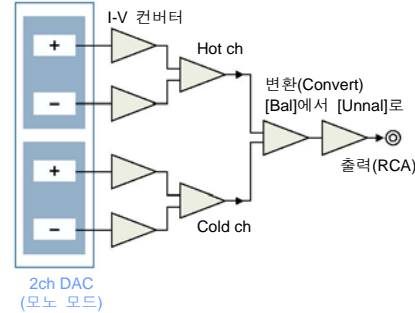 I-V 컨버터
+
Hot ch
−
변환(Convert)
[Bal]에서 [Unnal]로
+
출력(RCA)
−
Cold ch
2ch DAC
(모노 모드)